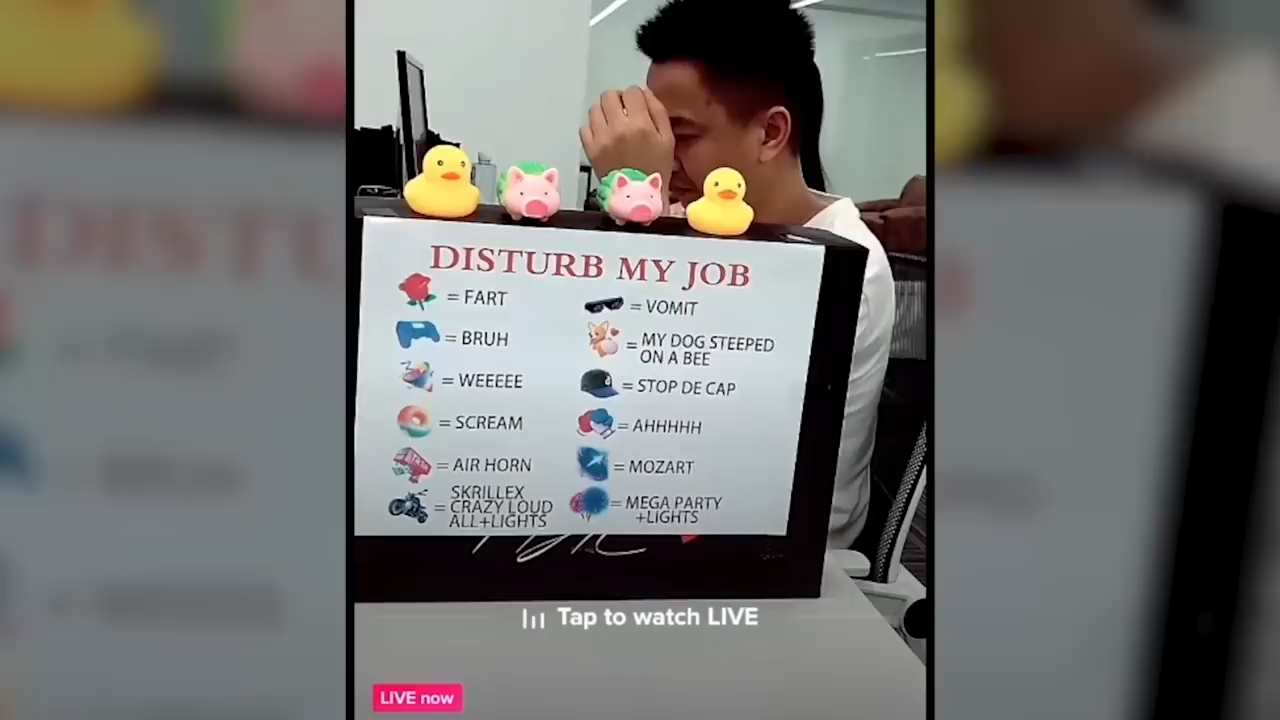 DISTURB MY JOB
= FART
= VOMIT
= BRUH
= MY DOG STEEPED
ON A BEE
= WEEEEE
= STOP DE CAP
= SCREAM
= AHHHHH
= AIR HORN
= MOZART
SKRILLEX
= CRAZY LOUD
ALL+LIGHTS
= MEGA PARTY
+LIGHTS
Tap to watch LIVE
LIVE now